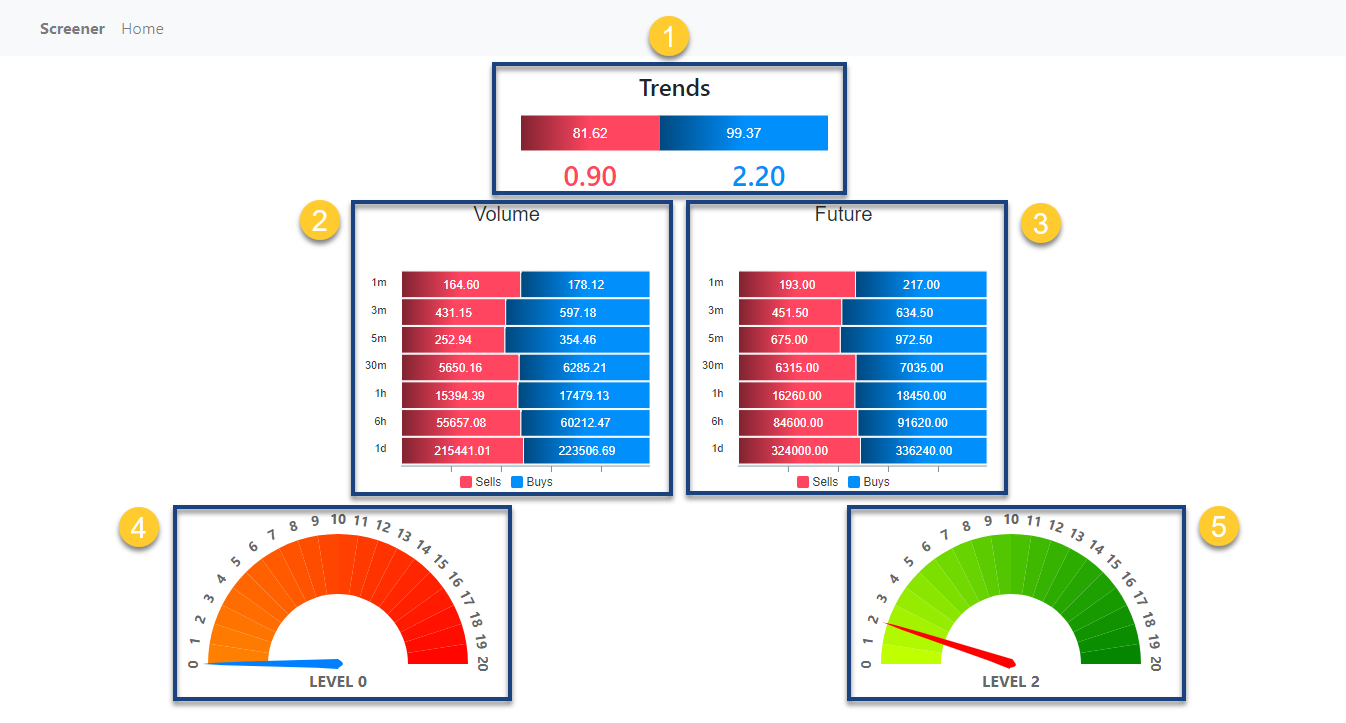 Screener Home
1
Trends
81.62 99.37
0.90 2.20
2
Volume
1m 164.60 178.12
3m 431.15 597.18
5m 252.94 354.46
30m 5650.16 6285.21
1h 15394.39 17479.13
6h 55657.08 60212.47
1d 215441.01 223506.69
Sells Buys
3
Future
1m 193.00 217.00
3m 451.50 634.50
5m 675.00 972.50
30m 6315.00 7035.00
1h 16260.00 18450.00
6h 84600.00 91620.00
1d 324000.00 336240.00
Sells Buys
4
0 1 2 3 4 5 6 7 8 9 10 11 12 13 14 15 16 17 18 19 20
LEVEL 0
5
0 1 2 3 4 5 6 7 8 9 10 11 12 13 14 15 16 17 18 19 20
LEVEL 2